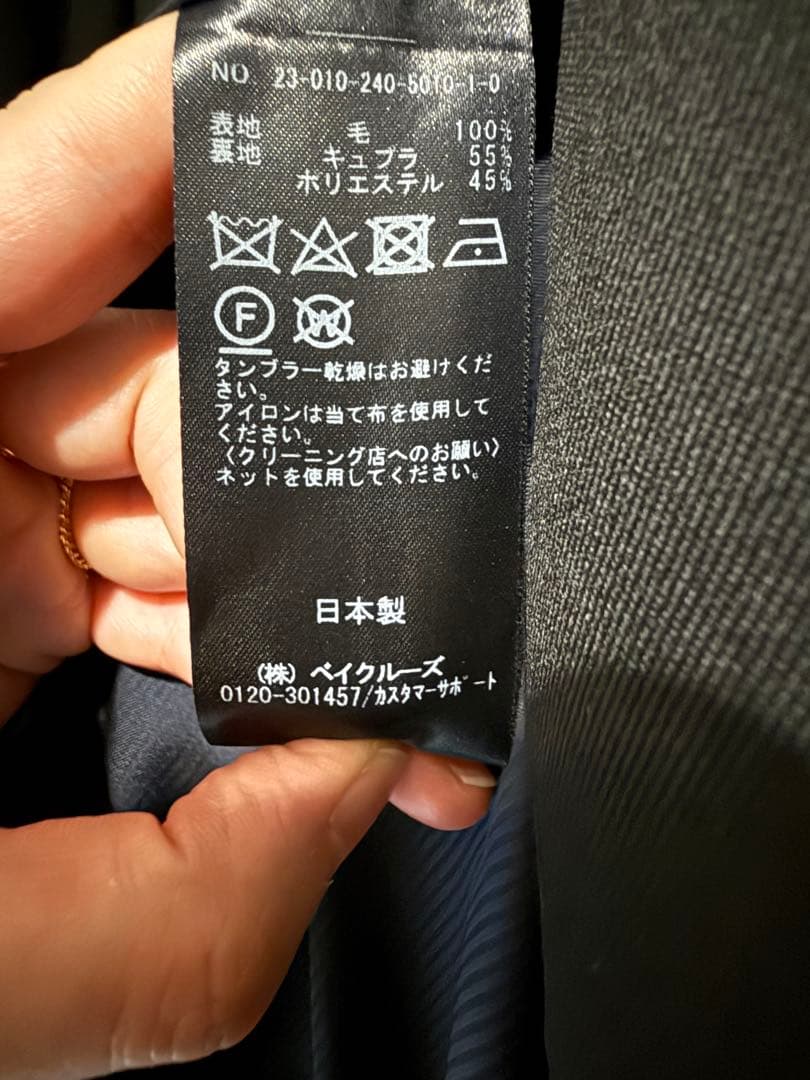 NO. 23-010-240-5010-1-0
表地 毛 100%
裏地 キュプラ 55%
ポリエステル 45%
F W
タンブラー乾燥はお避けくだ
さい。
アイロンは当て布を使用して
ください。
〈クリーニング店へのお願い〉
ネットを使用してください。
日本製
(株) ベイクルーズ
0120-301457/カスタマーサポート